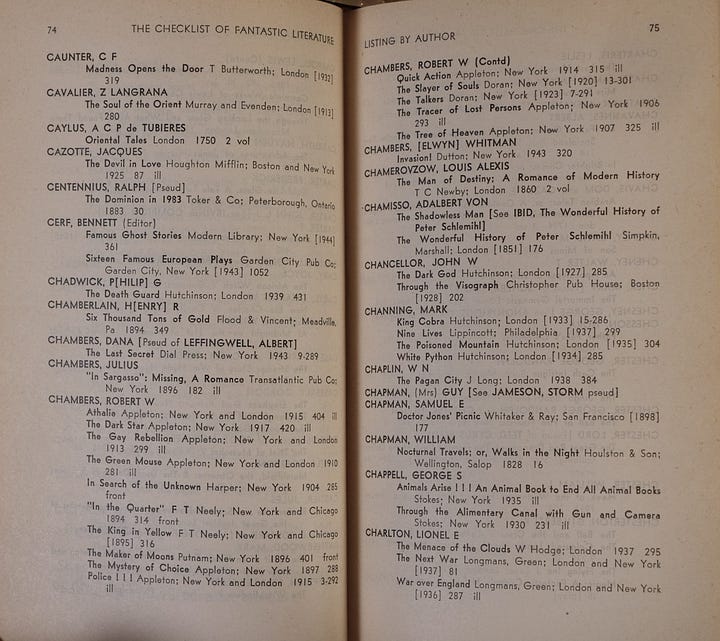 74
THE CHECKLIST OF FANTASTIC LITERATURE
CAUNTER, C F
Madness Opens the Door T Butterworth; London [1932]
319
CAVALIER, Z LANGRANA
The Soul of the Orient Murray and Evenden; London [1913]
280
CAYLUS, A C P de TUBIERES
Oriental Tales London 1750 2 vol
CAZOTTE, JACQUES
The Devil in Love Houghton Mifflin; Boston and New York
1925 87 ill
CENTENNIUS, RALPH [Pseud]
The Dominion in 1983 Toker & Co; Peterborough, Ontario
1883 30
CERF, BENNETT (Editor)
Famous Ghost Stories Modern Library; New York [1944]
361
Sixteen Famous European Plays Garden City Pub Co;
Garden City, New York [1943] 1052
CHADWICK, P[HILIP] G
The Death Guard Hutchinson; London 1939 431
CHAMBERLAIN, H[ENRY] R
Six Thousand Tons of Gold Flood & Vincent; Meadville,
Pa 1894 349
CHAMBERS, DANA [Pseud of LEFFINGWELL, ALBERT]
The Last Secret Dial Press; New York 1943 9-289
CHAMBERS, JULIUS
"In Sargasso": Missing, A Romance Transatlantic Pub Co;
New York 1896 182 ill
CHAMBERS, ROBERT W
Athalie Appleton; New York and London 1915 404 ill
The Dark Star Appleton; New York 1917 420 ill
The Gay Rebellion Appleton; New York and London
1913 299 ill
The Green Mouse Appleton; New York and London 1910
281 ill
In Search of the Unknown Harper; New York 1904 285
front
"In the Quarter" F T Neely; New York and Chicago
1894 314 front
The King in Yellow F T Neely; New York and Chicago
[1895] 316
The Maker of Moons Putnam; New York 1896 401 front
The Mystery of Choice Appleton; New York 1897 288
Police ! ! ! Appleton; New York and London 1915 3-292
ill
LISTING BY AUTHOR
75
CHAMBERS, ROBERT W (Contd)
Quick Action Appleton; New York 1914 315 ill
The Slayer of Souls Doran; New York [1920] 13-301
The Talkers Doran; New York [1923] 7-291
The Tracer of Lost Persons Appleton; New York 1906
293 ill
The Tree of Heaven Appleton; New York 1907 325 ill
CHAMBERS, [ELWYN] WHITMAN
Invasion! Dutton; New York 1943 320
CHAMEROVZOW, LOUIS ALEXIS
The Man of Destiny; A Romance of Modern History
T C Newby; London 1860 2 vol
CHAMISSO, ADALBERT VON
The Shadowless Man [See IBID, The Wonderful History of
Peter Schlemihl]
The Wonderful History of Peter Schlemihl Simpkin,
Marshall; London [1851] 176
CHANCELLOR, JOHN W
The Dark God Hutchinson; London [1927] 285
Through the Visograph Christopher Pub House; Boston
[1928] 202
CHANNING, MARK
King Cobra Hutchinson; London [1933] 15-286
Nine Lives Lippincott; Philadelphia [1937] 299
The Poisoned Mountain Hutchinson; London [1935] 304
White Python Hutchinson; London [1934] 285
CHAPLIN, W N
The Pagan City J Long; London 1938 384
CHAPMAN, (Mrs) GUY [See JAMESON, STORM pseud]
CHAPMAN, SAMUEL E
Doctor Jones' Picnic Whitaker & Ray; San Francisco [1898]
177
CHAPMAN, WILLIAM
Nocturnal Travels; or, Walks in the Night Houlston & Son;
Wellington, Salop 1828 16
CHAPPELL, GEORGE S
Animals Arise ! ! ! An Animal Book to End All Animal Books
Stokes; New York 1935 ill
Through the Alimentary Canal with Gun and Camera
Stokes; New York 1930 231 ill
CHARLTON, LIONEL E
The Menace of the Clouds W Hodge; London 1937 295
The Next War Longmans, Green; London and New York
[1937] 81
War over England Longmans, Green; London and New York
[1936] 287 ill